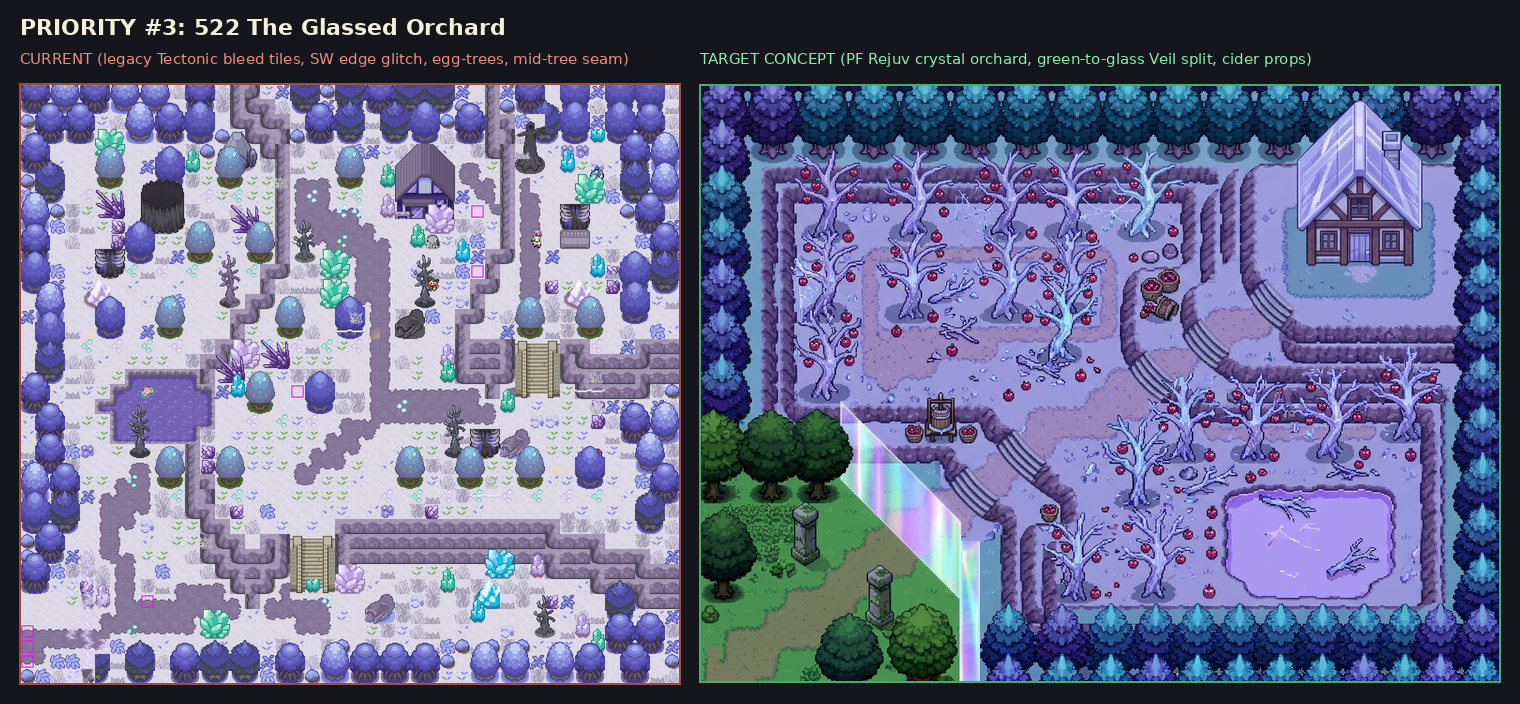 PRIORITY #3: 522 The Glassed Orchard
CURRENT (legacy Tectonic bleed tiles, SW edge glitch, egg-trees, mid-tree seam)
TARGET CONCEPT (PF Rejuv crystal orchard, green-to-glass Veil split, cider props)